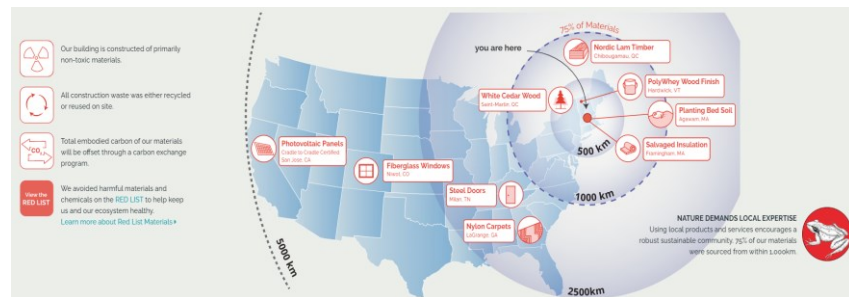 Our building is constructed of primarily
non-toxic materials.
All construction waste was either recycled
or reused on site.
CO₂
Total embodied carbon of our materials
will be offset through a carbon exchange
program.
View the
RED LIST
We avoided harmful materials and
chemicals on the RED LIST to help keep
us and our ecosystem healthy.
Learn more about Red List Materials
75% of Materials
you are here
Nordic Lam Timber
Chibougamau, QC
White Cedar Wood
Saint-Martin, QC
PolyWhey Wood Finish
Hardwick, VT
Planting Bed Soil
Agawam, MA
Salvaged Insulation
Framingham, MA
Photovoltaic Panels
Cradle to Cradle Certified,
San Jose, CA
Fiberglass Windows
Steel Doors
Milan, TN
Nylon Carpets
LaGrange, GA
500 km
1000 km
2500km
5000 km
NATURE DEMANDS LOCAL EXPERTISE
Using local products and services encourages a
robust sustainable community. 75% of our materials
were sourced from within 1,000km.